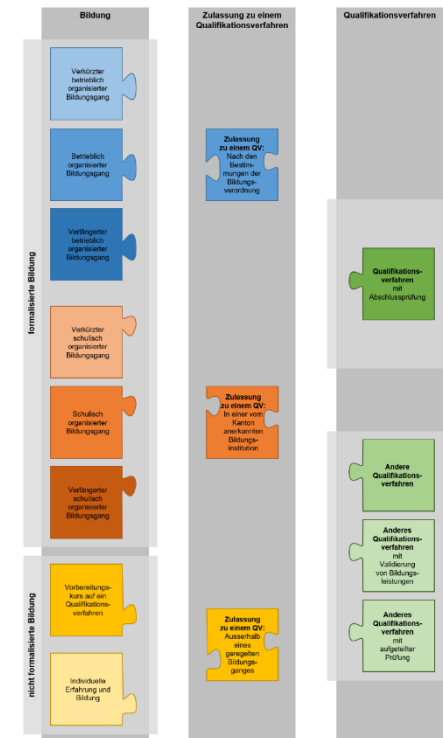 Bildung
Zulassung zu einem
Qualifikationsverfahren
Qualifikationsverfahren
formalisierte Bildung
Verkürzter
betrieblich
organisierter
Bildungsgang
Betrieblich
organisierter
Bildungsgang
Verlängerter
betrieblich
organisierter
Bildungsgang
Verkürzter
schulisch
organisierter
Bildungsgang
Schulisch
organisierter
Bildungsgang
Verlängerter
schulisch
organisierter
Bildungsgang
nicht formalisierte Bildung
Vorbereitungs-
kurs auf ein
Qualifikations-
verfahren
Individuelle
Erfahrung und
Bildung
Zulassung
zu einem QV:
Nach den
Bestim-
mungen der
Bildungs-
verordnung
Zulassung
zu einem QV:
In einer vom
Kanton
anerkannten
Bildungs-
institution
Zulassung
zu einem QV:
Ausserhalb
eines
geregelten
Bildungs-
ganges
Qualifikations-
verfahren
mit
Abschlussprüfung
Andere
Qualifikations-
verfahren
Anderes
Qualifikations-
verfahren
mit
Validierung
von Bildungs-
leistungen
Anderes
Qualifikations-
verfahren
mit
aufgeteilter
Prüfung